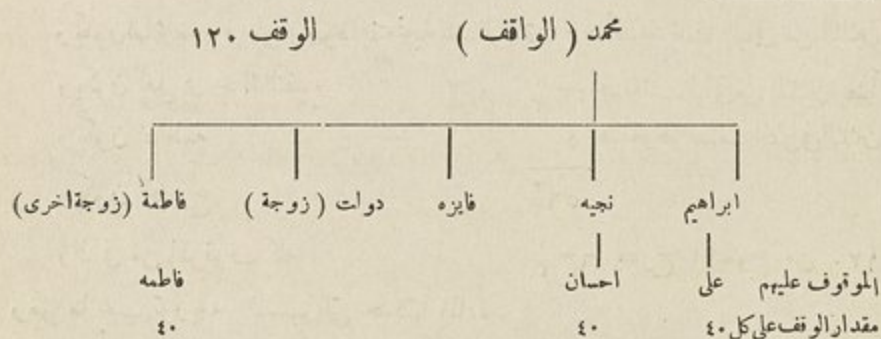 محمد ( الواقف ) الوقف ١٢٠
ابراهيم نجيه فايزه دولت ( زوجة ) فاطمة (زوجة اخرى)
الموقوف عليهم على احسان فاطمه
مقدار الوقف على كل ٤٠ ٤٠ ٤٠